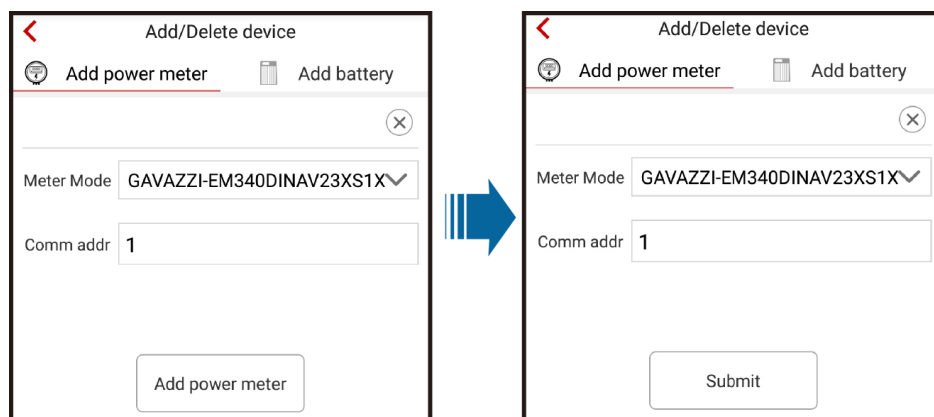 Add/Delete device
Add power meter
Add battery
Meter Mode
GAVAZZI-EM340DINAV23XS1X
Comm addr
1
Add power meter
Add/Delete device
Add power meter
Add battery
Meter Mode
GAVAZZI-EM340DINAV23XS1X
Comm addr
1
Submit